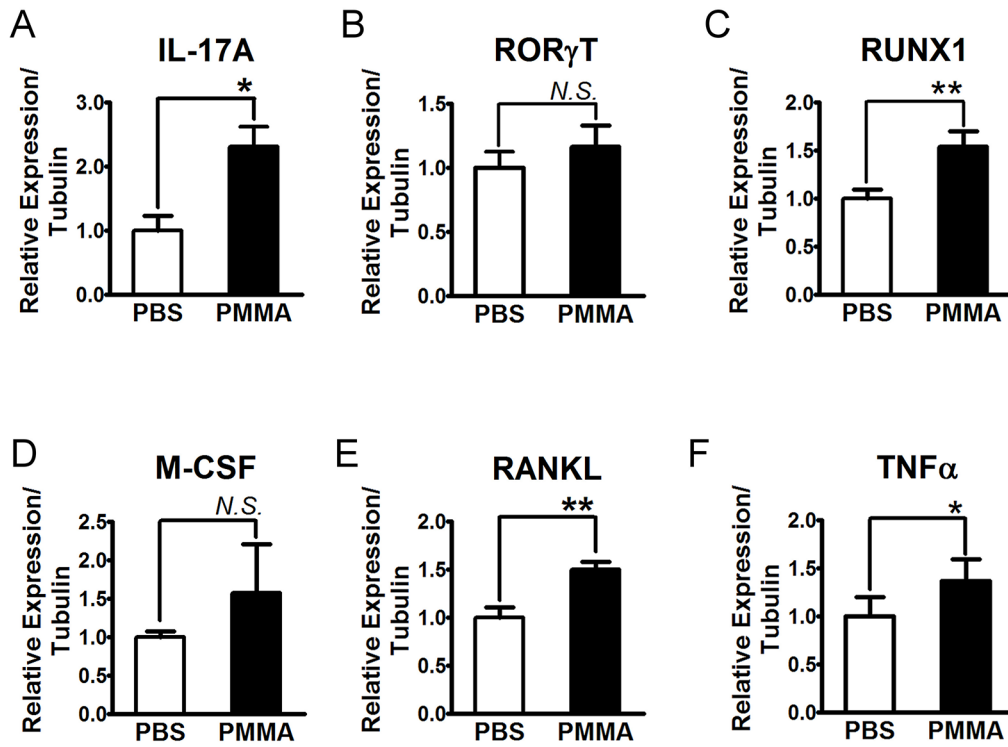 A
IL-17A
Relative Expression/
Tubulin
*
3.0
2.0
1.0
0.0
PBS PMMA
B
RORγT
Relative Expression/
Tubulin
N.S.
1.5
1.0
0.5
0.0
PBS PMMA
C
RUNX1
Relative Expression/
Tubulin
**
2.0
1.5
1.0
0.5
0.0
PBS PMMA
D
M-CSF
Relative Expression/
Tubulin
N.S.
2.5
2.0
1.5
1.0
0.5
0.0
PBS PMMA
E
RANKL
Relative Expression/
Tubulin
**
2.0
1.5
1.0
0.5
0.0
PBS PMMA
F
TNFα
Relative Expression/
Tubulin
*
2.0
1.5
1.0
0.5
0.0
PBS PMMA